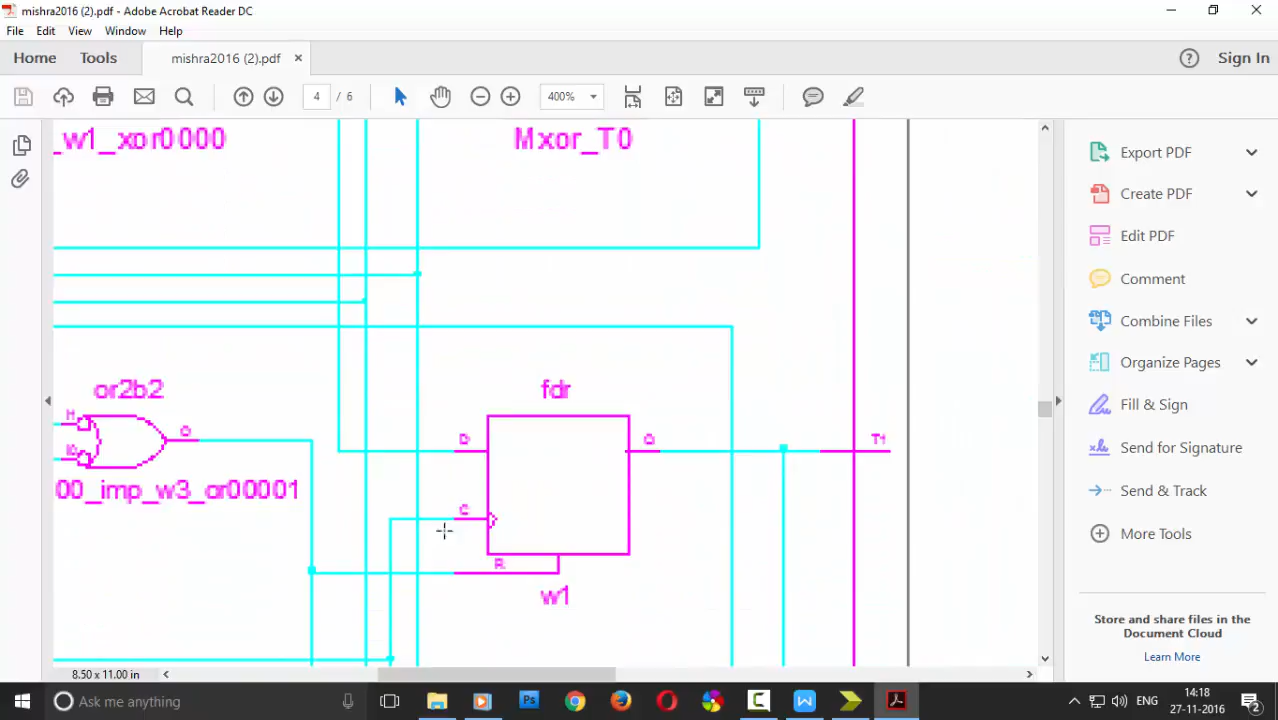 mishra2016 (2).pdf - Adobe Acrobat Reader DC
File Edit View Window Help
Home Tools mishra2016 (2).pdf × ? Sign In
4 / 6 400%
_w1_xor0000 Mxor_T0
Export PDF
Create PDF
Edit PDF
Comment
Combine Files
Organize Pages
Fill & Sign
Send for Signature
Send & Track
More Tools
or2b2 fdr
I1 O D Q T1
I0
00_imp_w3_or00001
C
R
w1
Store and share files in the
Document Cloud
Learn More
8.50 x 11.00 in
Ask me anything
ENG 14:18
27-11-2016
2